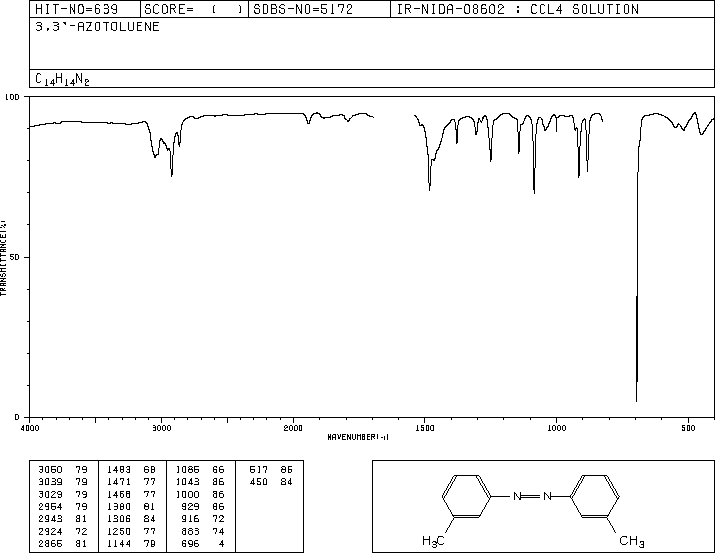 HIT-NO=639 SCORE= ( ) SDBS-NO=5172 IR-NIDA-08602 : CCL4 SOLUTION
3,3'-AZOTOLUENE
C14H14N2
100
50
0
TRANSMITTANCE(%)
4000 3000 2000 1500 1000 500
WAVENUMBER(-1)
3060 79 1483 68 1086 66 517 86
3039 79 1471 77 1043 86 450 84
3029 79 1468 77 1000 86
2954 79 1380 81 929 86
2943 81 1306 84 916 72
2924 72 1250 77 883 74
2866 81 1144 79 696 4
N N
H3C CH3